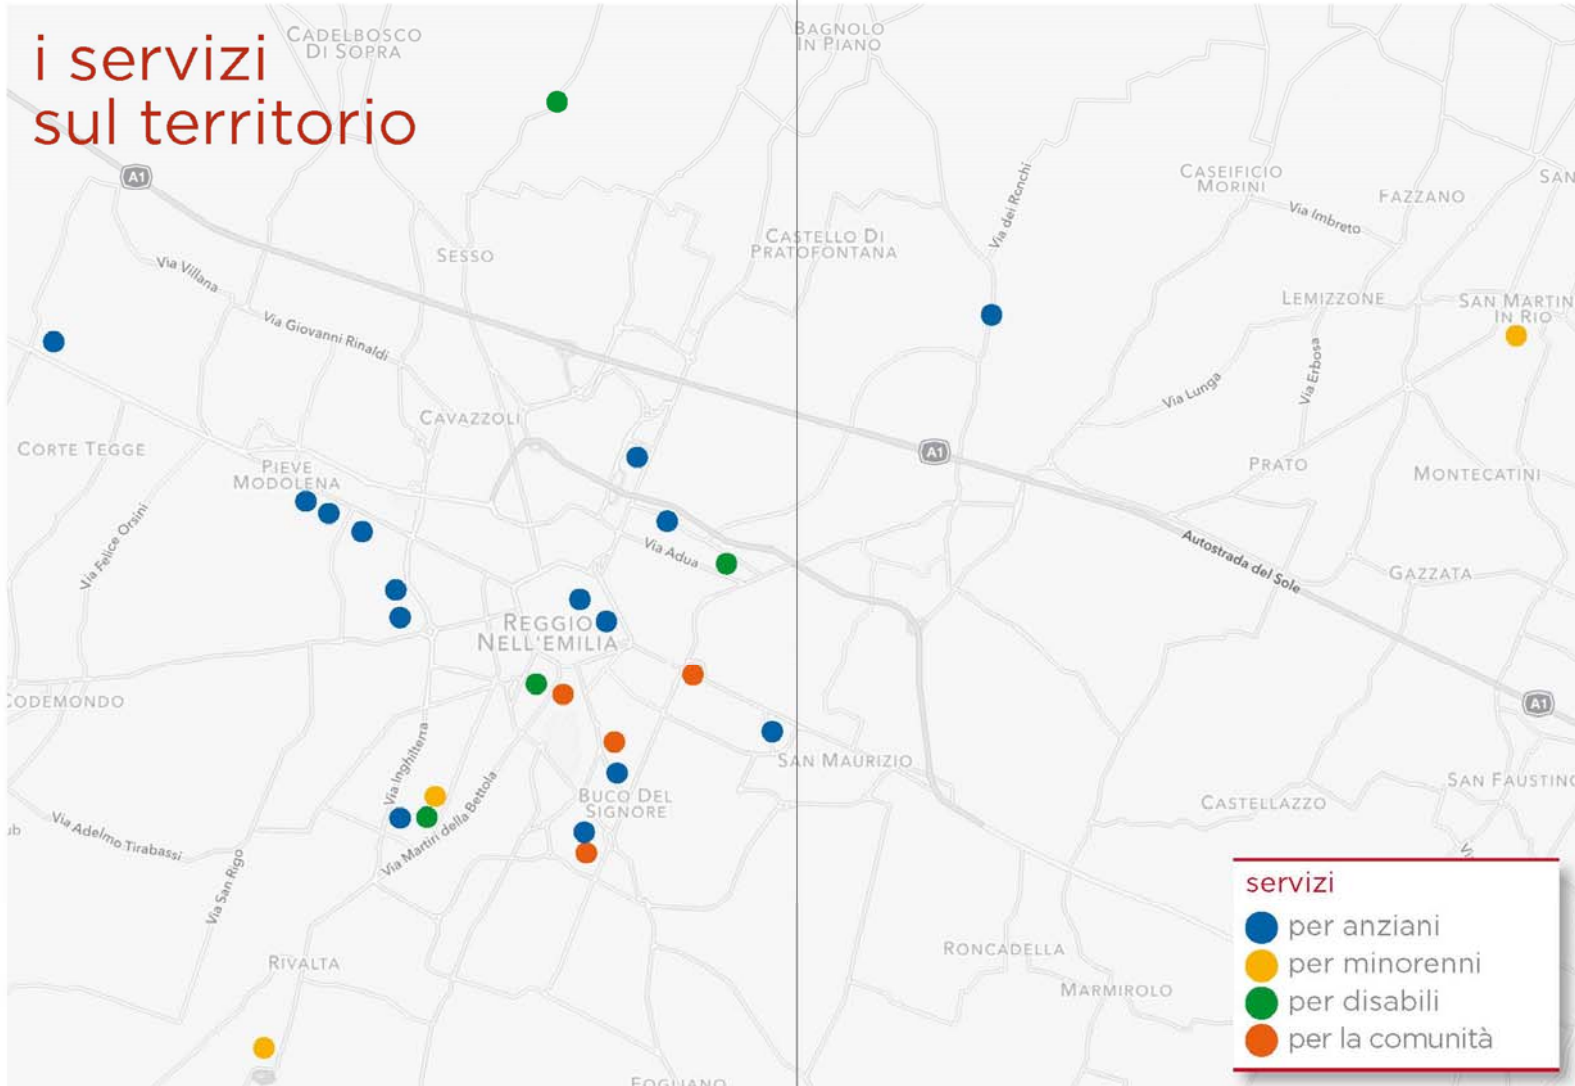 i servizi
sul territorio
CADELBOSCO
DI SOPRA
BAGNOLO
IN PIANO
A1
Via dei Ronchi
CASEIFICIO
MORINI
FAZZANO
SAN
Via Imbreto
CASTELLO DI
PRATOFONTANA
SESSO
Via Villana
Via Giovanni Rinaldi
LEMIZZONE
SAN MARTIN
IN RIO
Via Erbosa
Via Lunga
CAVAZZOLI
CORTE TEGGE
PIEVE
MODOLENA
A1
PRATO
MONTECATINI
Via Felice Orsini
Via Adua
Autostrada del Sole
GAZZATA
REGGIO
NELL'EMILIA
CODEMONDO
A1
Via Inghilterra
SAN MAURIZIO
SAN FAUSTINO
BUCO DEL
SIGNORE
CASTELLAZZO
Via Martiri della Bettola
ub
Via Adelmo Tirabassi
Via San Rigo
Vi
RIVALTA
RONCADELLA
MARMIROLO
FOGLIANO
servizi
per anziani
per minorenni
per disabili
per la comunità